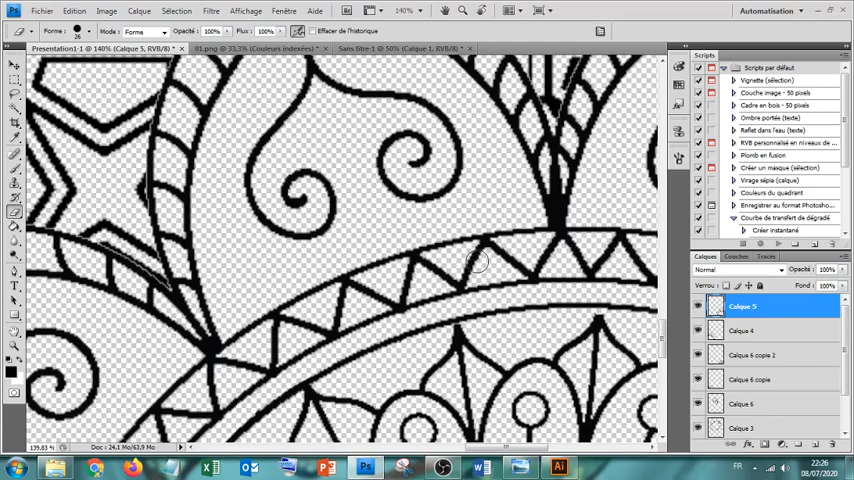 Ps Fichier Edition Image Calque Sélection Filtre Affichage Fenêtre Aide Br 140% Automatisation
Forme : 26 Mode : Forme Opacité : 100% Flux : 100% Effacer de l'historique
Presentation1-1 @ 140% (Calque 5, RVB/8) * × 01.png @ 33,3% (Couleurs indexées) * × Sans titre-1 @ 50% (Calque 1, RVB/8) * ×
Scripts
Scripts par défaut
Vignette (sélection)
Couche image - 50 pixels
Cadre en bois - 50 pixels
Ombre portée (texte)
Reflet dans l'eau (texte)
RVB personnalisé en niveaux de ...
Plomb en fusion
Créer un masque (sélection)
Virage sépia (calque)
Couleurs du quadrant
Enregistrer au format Photosho...
Courbe de transfert de dégradé
Créer instantané
Calques Couches Tracés
Normal Opacité : 100%
Verrou : Fond : 100%
Calque 5
Calque 4
Calque 6 copie 2
Calque 6 copie
Calque 6
Calque 3
139,83 % Doc : 24,1 Mo/63,9 Mo
FR 22:26
08/07/2020